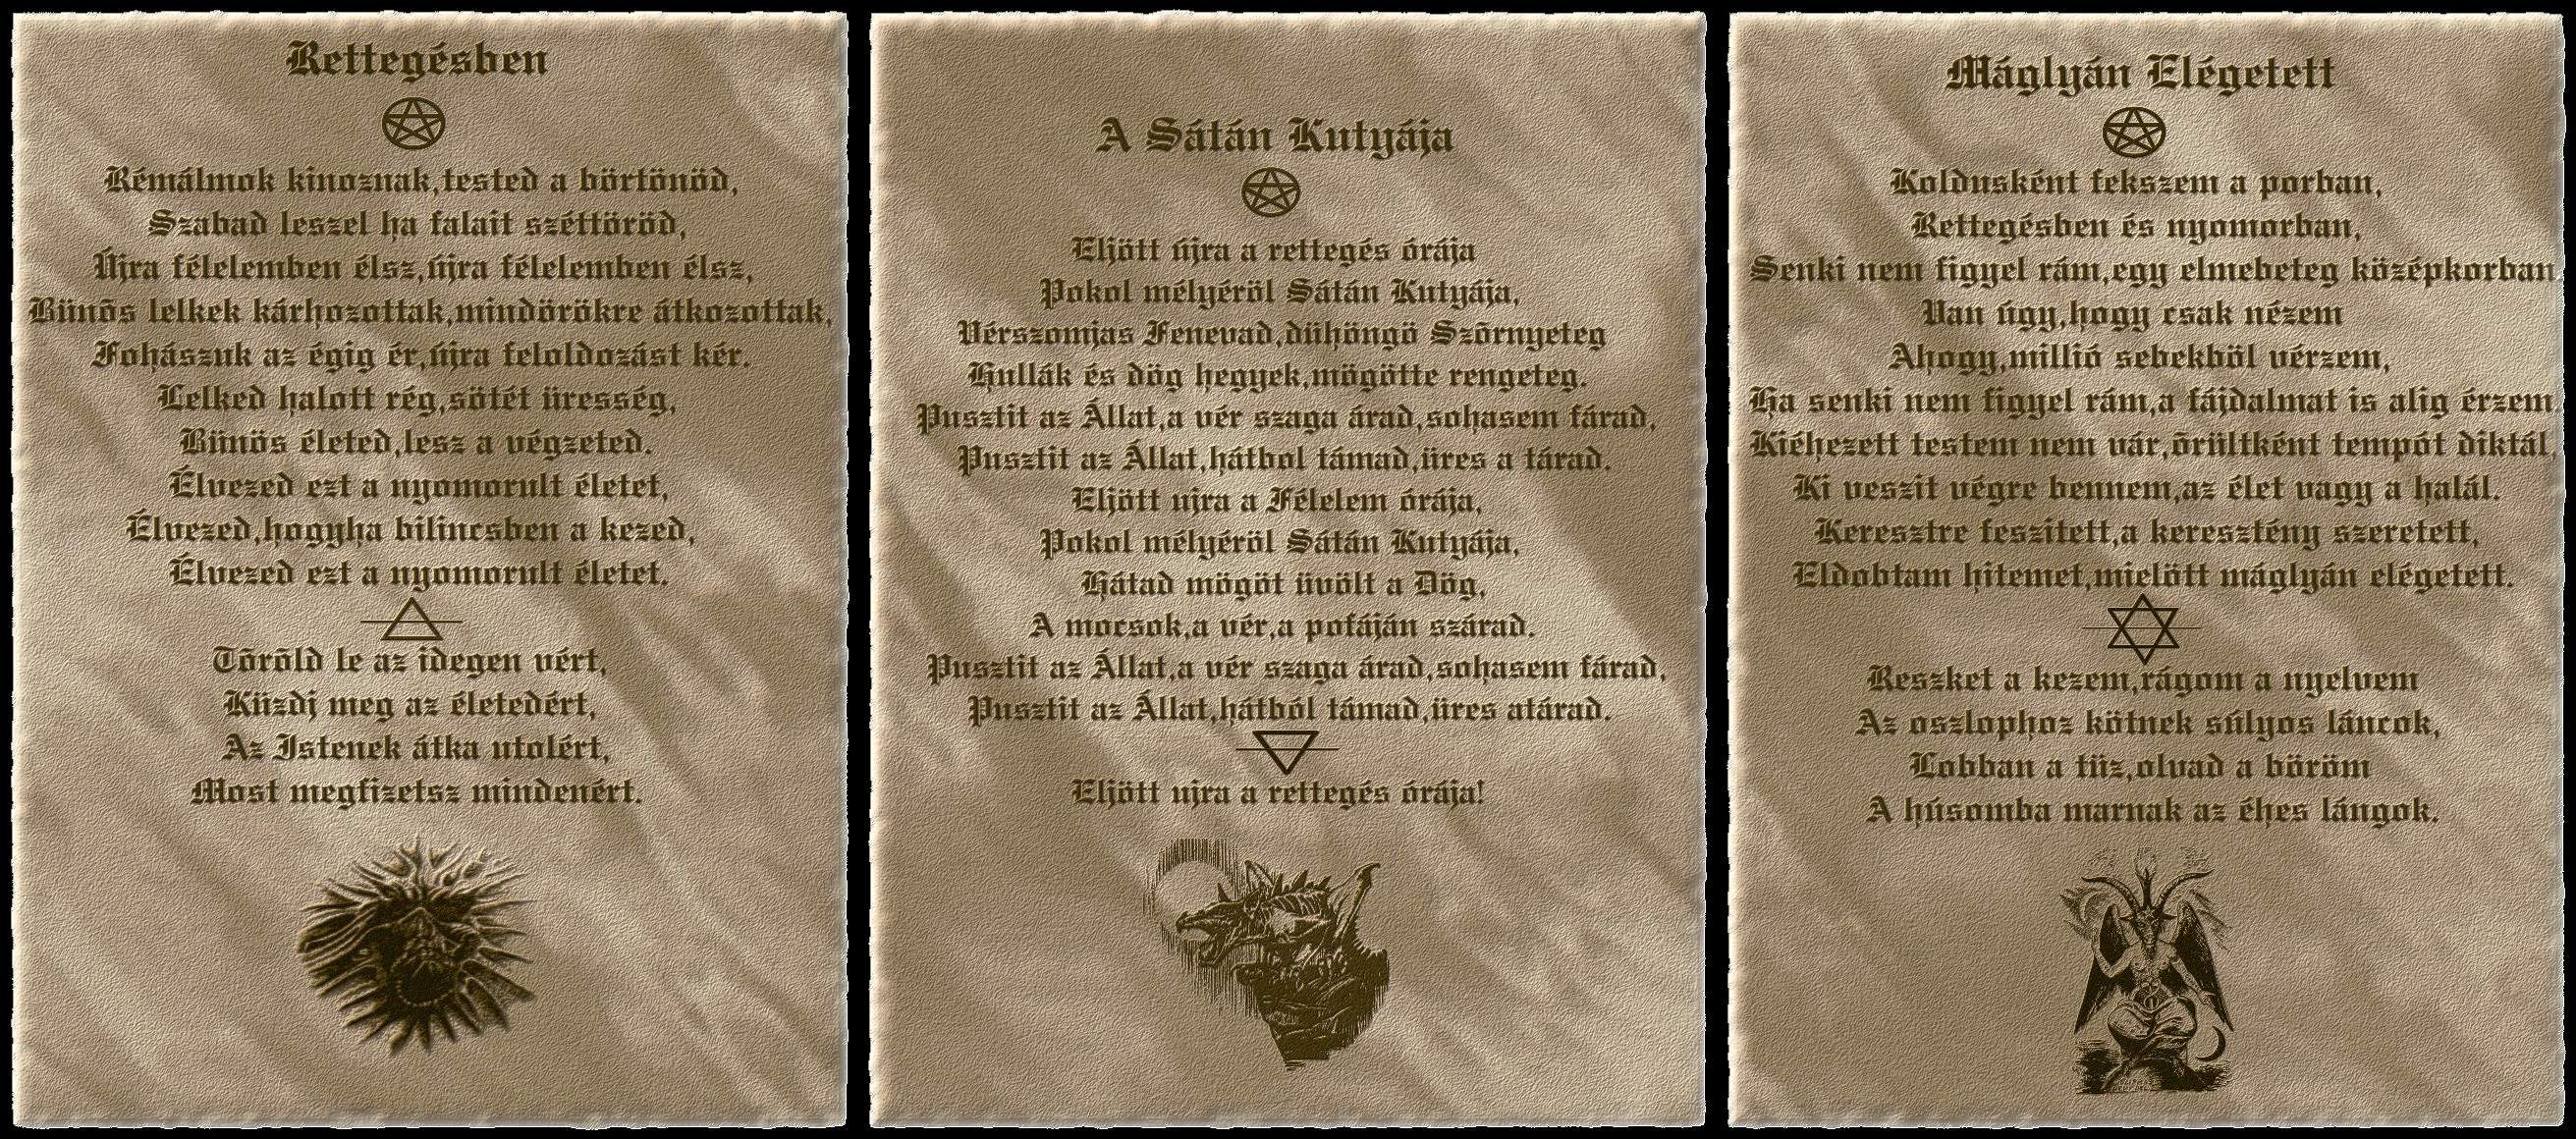 Rettegésben
Rémálmok kinoznak,tested a börtönöd,
Szabad leszel ha falait széttöröd,
Újra félelemben élsz,újra félelemben élsz,
Bünõs lelkek kárhozottak,mindörökre átkozottak,
Fohászuk az égig ér,újra feloldozást kér.
Lelked halott rég,sötét üresség,
Bünös életed,lesz a végzeted.
Élvezed ezt a nyomorult életet,
Élvezed,hogyha bilincsben a kezed,
Élvezed ezt a nyomorult életet.
Tõrõld le az idegen vért,
Küzdj meg az életedért,
Az Istenek átka utolért,
Most megfizetsz mindenért.
A Sátán Kutyája
Eljött újra a rettegés órája
Pokol mélyéröl Sátán Kutyája,
Vérszomjas Fenevad,dühöngö Szõrnyeteg
Hullák és dög hegyek,mögötte rengeteg.
Pusztit az Állat,a vér szaga árad,sohasem fárad,
Pusztit az Állat,hátbol támad,üres a tárad.
Eljött ujra a Félelem órája,
Pokol mélyéröl Sátán Kutyája,
Hátad mögöt üvölt a Dög,
A mocsok,a vér,a pofáján szárad.
Pusztit az Állat,a vér szaga árad,sohasem fárad,
Pusztit az Állat,hátból támad,üres atárad.
Eljött ujra a rettegés órája!
Máglyán Elégetett
Koldusként fekszem a porban,
Rettegésben és nyomorban,
Senki nem figyel rám,egy elmebeteg középkorban.
Van úgy,hogy csak nézem
Ahogy,millió sebekböl vérzem,
Ha senki nem figyel rám,a fájdalmat is alig érzem.
Kiéhezett testem nem vár,õrültként tempót diktál,
Ki veszit végre bennem,az élet vagy a halál.
Keresztre feszitett,a keresztény szeretett,
Eldobtam hitemet,mielött máglyán elégetett.
Reszket a kezem,rágom a nyelvem
Az oszlophoz kötnek súlyos láncok,
Lobban a tüz,olvad a böröm
A húsomba marnak az éhes lángok.